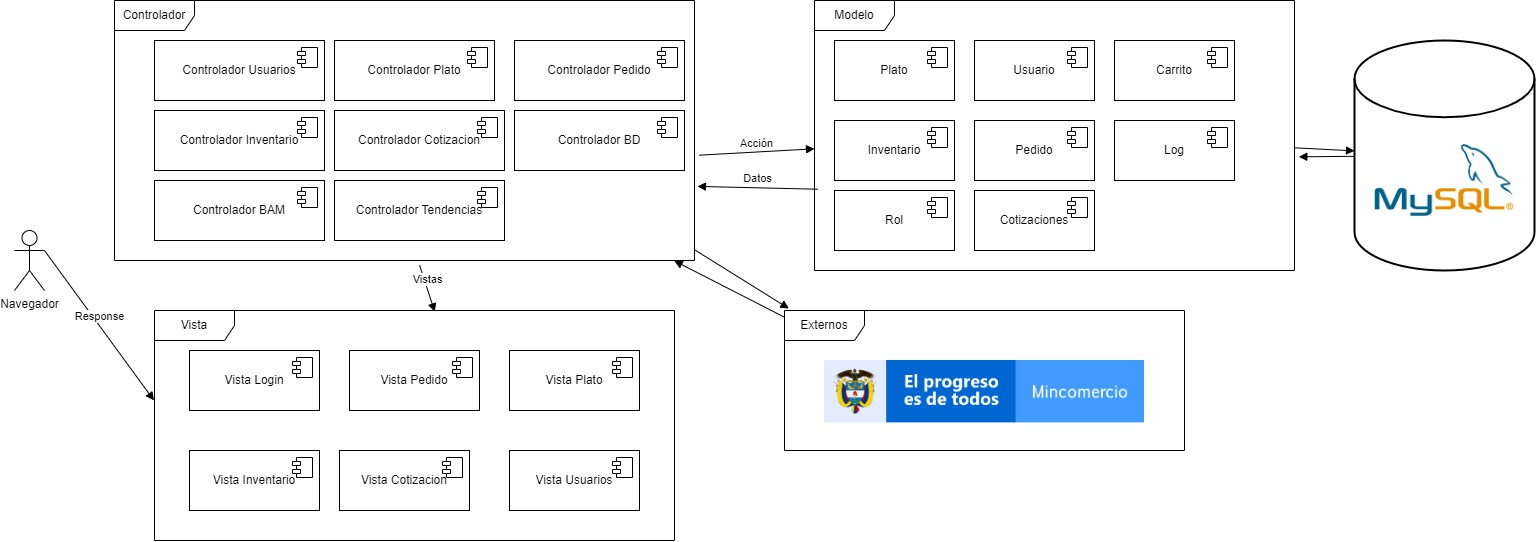 Controlador
Controlador Usuarios
Controlador Plato
Controlador Pedido
Controlador Inventario
Controlador Cotizacion
Controlador BD
Controlador BAM
Controlador Tendencias
Modelo
Plato
Usuario
Carrito
Inventario
Pedido
Log
Rol
Cotizaciones
Acción
Datos
MySQL®
Navegador
Response
Vistas
Vista
Vista Login
Vista Pedido
Vista Plato
Vista Inventario
Vista Cotizacion
Vista Usuarios
Externos
El progreso
es de todos
Mincomercio